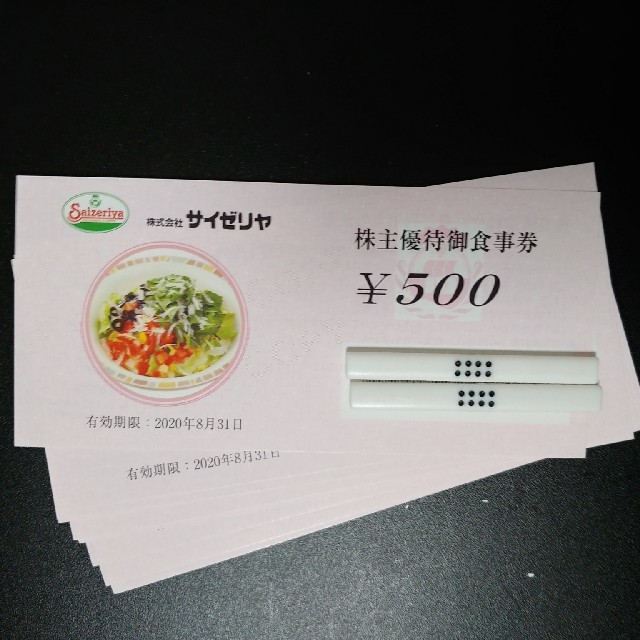 Saizeriya
株式会社 サイゼリヤ
株主優待御食事券
¥500
有効期限：2020年8月31日
有効期限：2020年8月31日